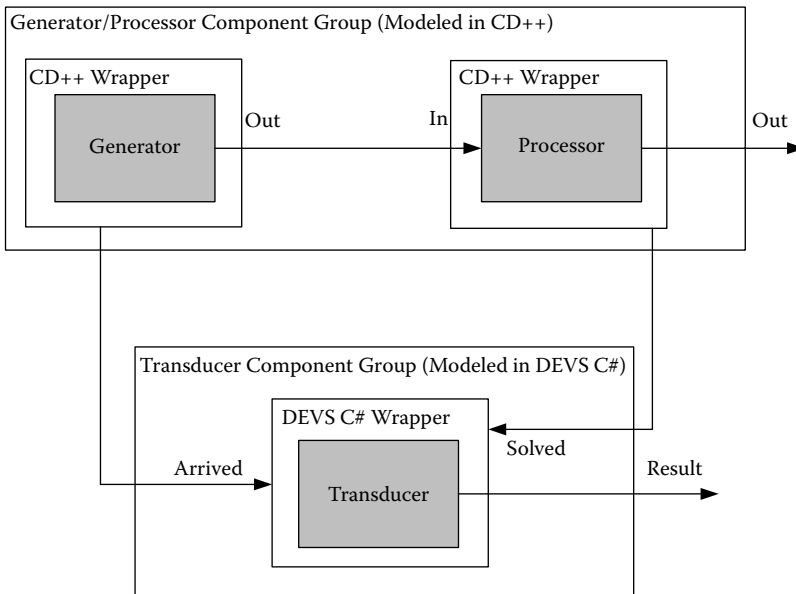 Generator/Processor Component Group (Modeled in CD++)
CD++ Wrapper
CD++ Wrapper
Generator
Out
In
Processor
Out
Transducer Component Group (Modeled in DEVS C#)
DEVS C# Wrapper
Solved
Arrived
Transducer
Result